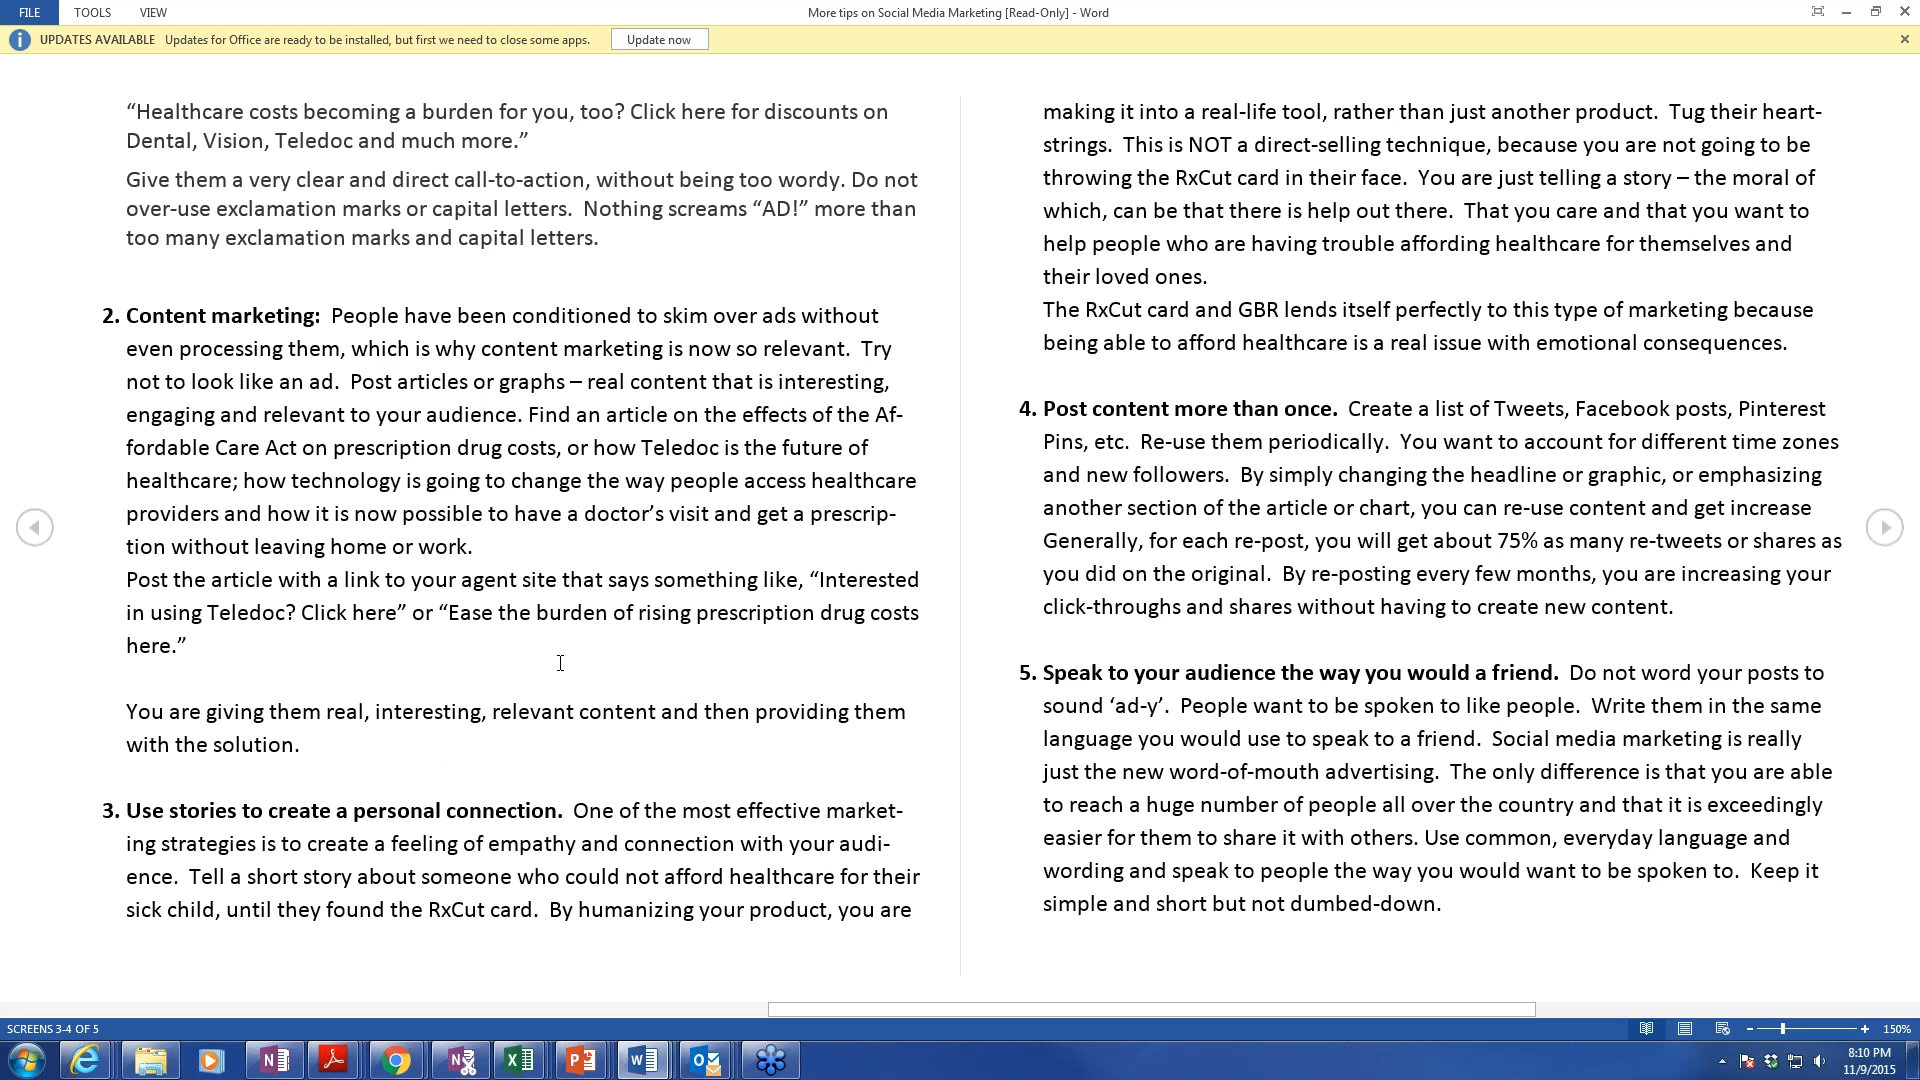 FILE TOOLS VIEW More tips on Social Media Marketing [Read-Only] - Word
UPDATES AVAILABLE Updates for Office are ready to be installed, but first we need to close some apps. Update now
“Healthcare costs becoming a burden for you, too? Click here for discounts on
Dental, Vision, Teledoc and much more.”
Give them a very clear and direct call-to-action, without being too wordy. Do not
over-use exclamation marks or capital letters.  Nothing screams “AD!” more than
too many exclamation marks and capital letters.
2. Content marketing:  People have been conditioned to skim over ads without
even processing them, which is why content marketing is now so relevant.  Try
not to look like an ad.  Post articles or graphs – real content that is interesting,
engaging and relevant to your audience. Find an article on the effects of the Af-
fordable Care Act on prescription drug costs, or how Teledoc is the future of
healthcare; how technology is going to change the way people access healthcare
providers and how it is now possible to have a doctor’s visit and get a prescrip-
tion without leaving home or work.
Post the article with a link to your agent site that says something like, “Interested
in using Teledoc? Click here” or “Ease the burden of rising prescription drug costs
here.”
You are giving them real, interesting, relevant content and then providing them
with the solution.
3. Use stories to create a personal connection.  One of the most effective market-
ing strategies is to create a feeling of empathy and connection with your audi-
ence.  Tell a short story about someone who could not afford healthcare for their
sick child, until they found the RxCut card.  By humanizing your product, you are
making it into a real-life tool, rather than just another product.  Tug their heart-
strings.  This is NOT a direct-selling technique, because you are not going to be
throwing the RxCut card in their face.  You are just telling a story – the moral of
which, can be that there is help out there.  That you care and that you want to
help people who are having trouble affording healthcare for themselves and
their loved ones.
The RxCut card and GBR lends itself perfectly to this type of marketing because
being able to afford healthcare is a real issue with emotional consequences.
4. Post content more than once.  Create a list of Tweets, Facebook posts, Pinterest
Pins, etc.  Re-use them periodically.  You want to account for different time zones
and new followers.  By simply changing the headline or graphic, or emphasizing
another section of the article or chart, you can re-use content and get increase
Generally, for each re-post, you will get about 75% as many re-tweets or shares as
you did on the original.  By re-posting every few months, you are increasing your
click-throughs and shares without having to create new content.
5. Speak to your audience the way you would a friend.  Do not word your posts to
sound ‘ad-y’.  People want to be spoken to like people.  Write them in the same
language you would use to speak to a friend.  Social media marketing is really
just the new word-of-mouth advertising.  The only difference is that you are able
to reach a huge number of people all over the country and that it is exceedingly
easier for them to share it with others. Use common, everyday language and
wording and speak to people the way you would want to be spoken to.  Keep it
simple and short but not dumbed-down.
SCREENS 3-4 OF 5 150%
8:10 PM
11/9/2015